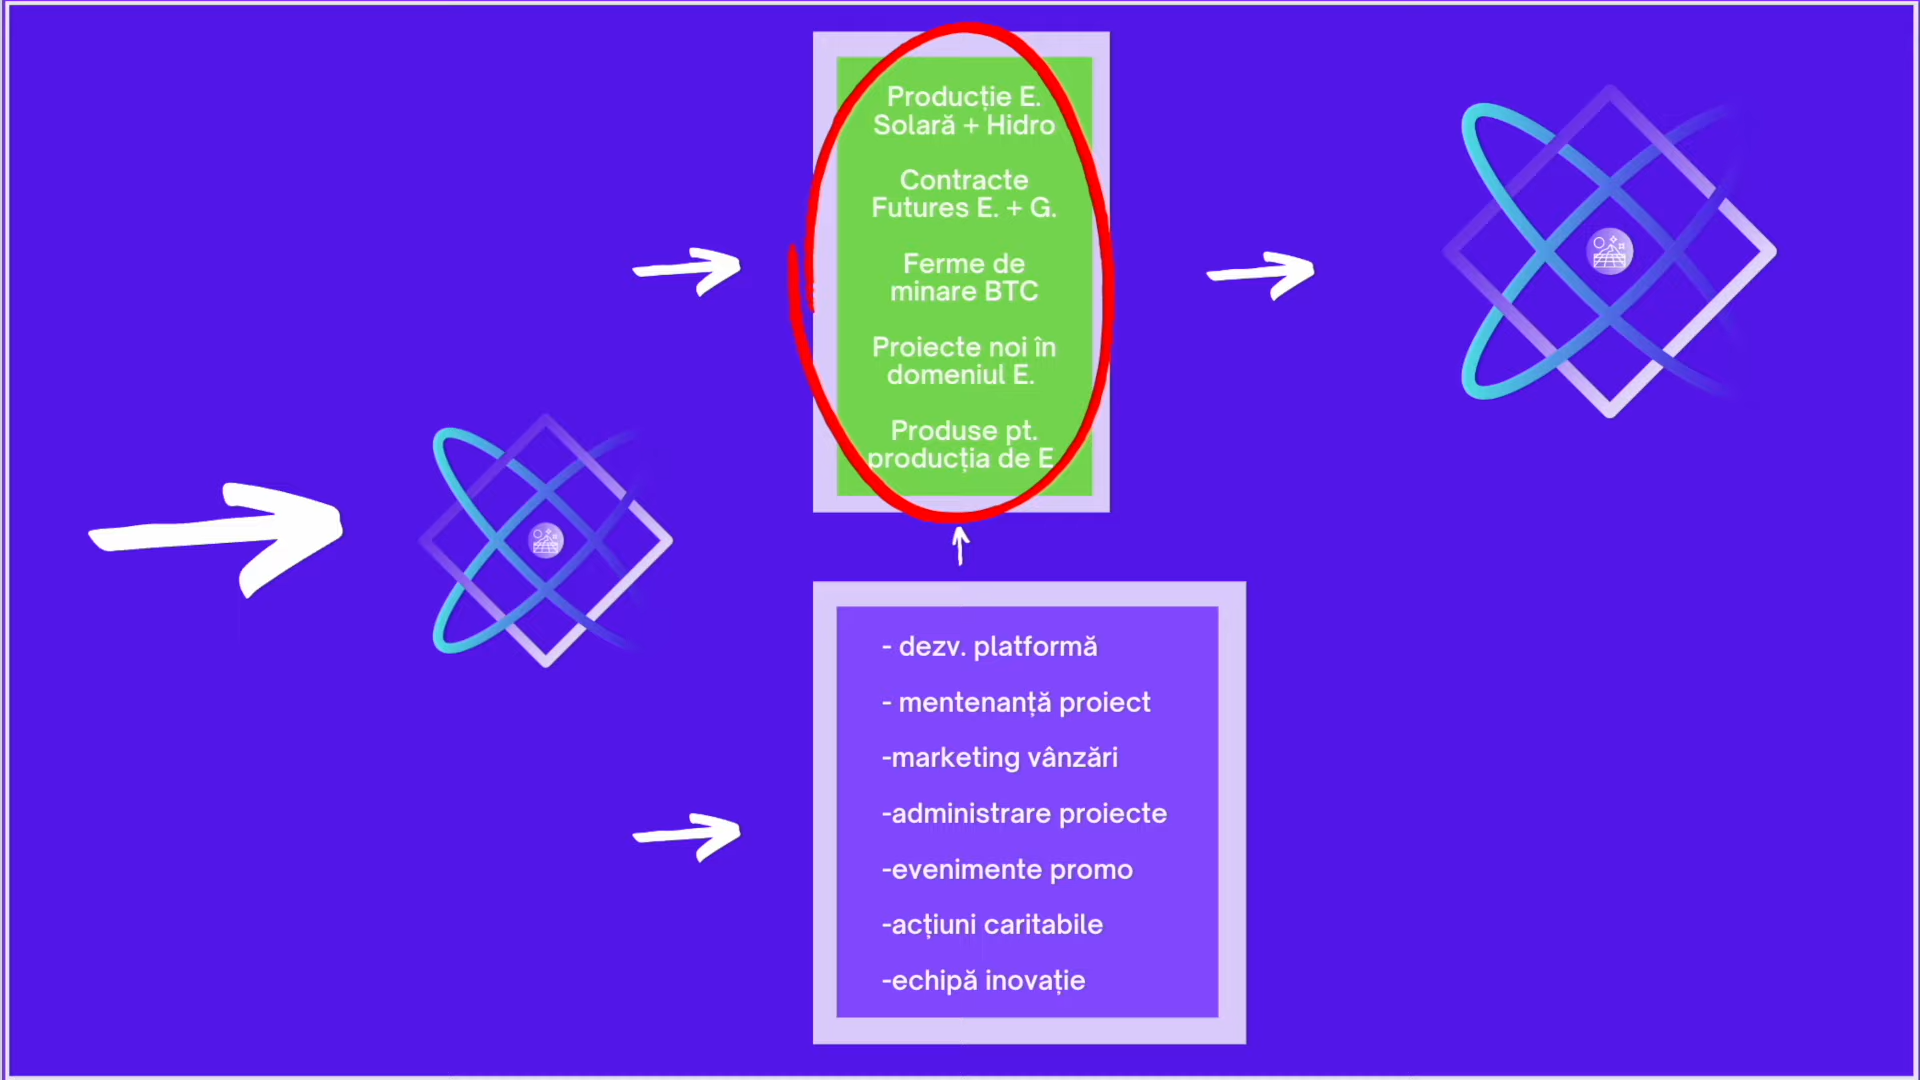 Producție E.
Solară + Hidro
Contracte
Futures E. + G.
Ferme de
minare BTC
Proiecte noi în
domeniul E.
Produse pt.
producția de E
- dezv. platformă
- mentenanță proiect
-marketing vânzări
-administrare proiecte
-evenimente promo
-acțiuni caritabile
-echipă inovație